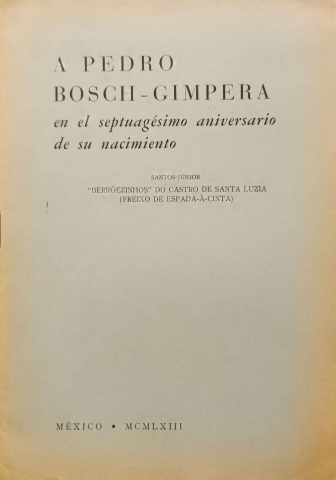 A PEDRO
BOSCH-GIMPERA
en el septuagésimo aniversario
de su nacimiento
SANTOS-JÚNIOR
"BERRÕEZINHOS" DO CASTRO DE SANTA LUZIA
(FREIXO DE ESPADA-À-CINTA)
MÉXICO • MCMLXIII